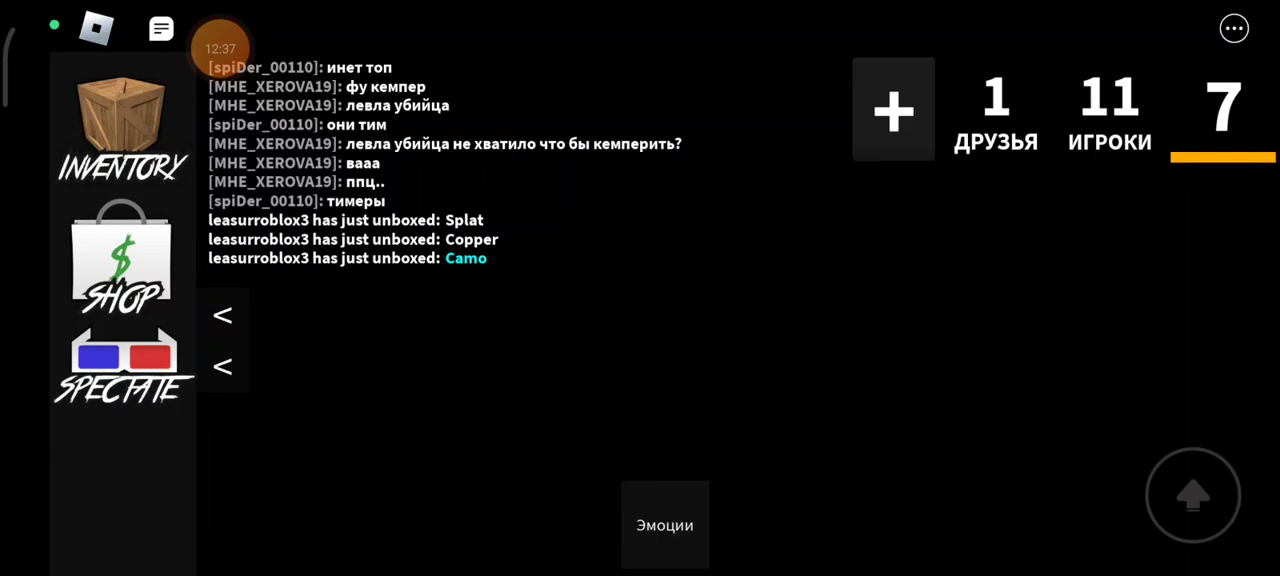 12:37
[spiDer_00110]: инет топ
[MHE_XEROVA19]: фу кемпер
[MHE_XEROVA19]: левла убийца
[spiDer_00110]: они тим
[MHE_XEROVA19]: левла убийца не хватило что бы кемперить?
[MHE_XEROVA19]: вааа
[MHE_XEROVA19]: ппц..
[spiDer_00110]: тимеры
leasurroblox3 has just unboxed: Splat
leasurroblox3 has just unboxed: Copper
leasurroblox3 has just unboxed: Camo
INVENTORY
$
SHOP
SPECTATE
<
<
+
1
ДРУЗЬЯ
11
ИГРОКИ
7
Эмоции